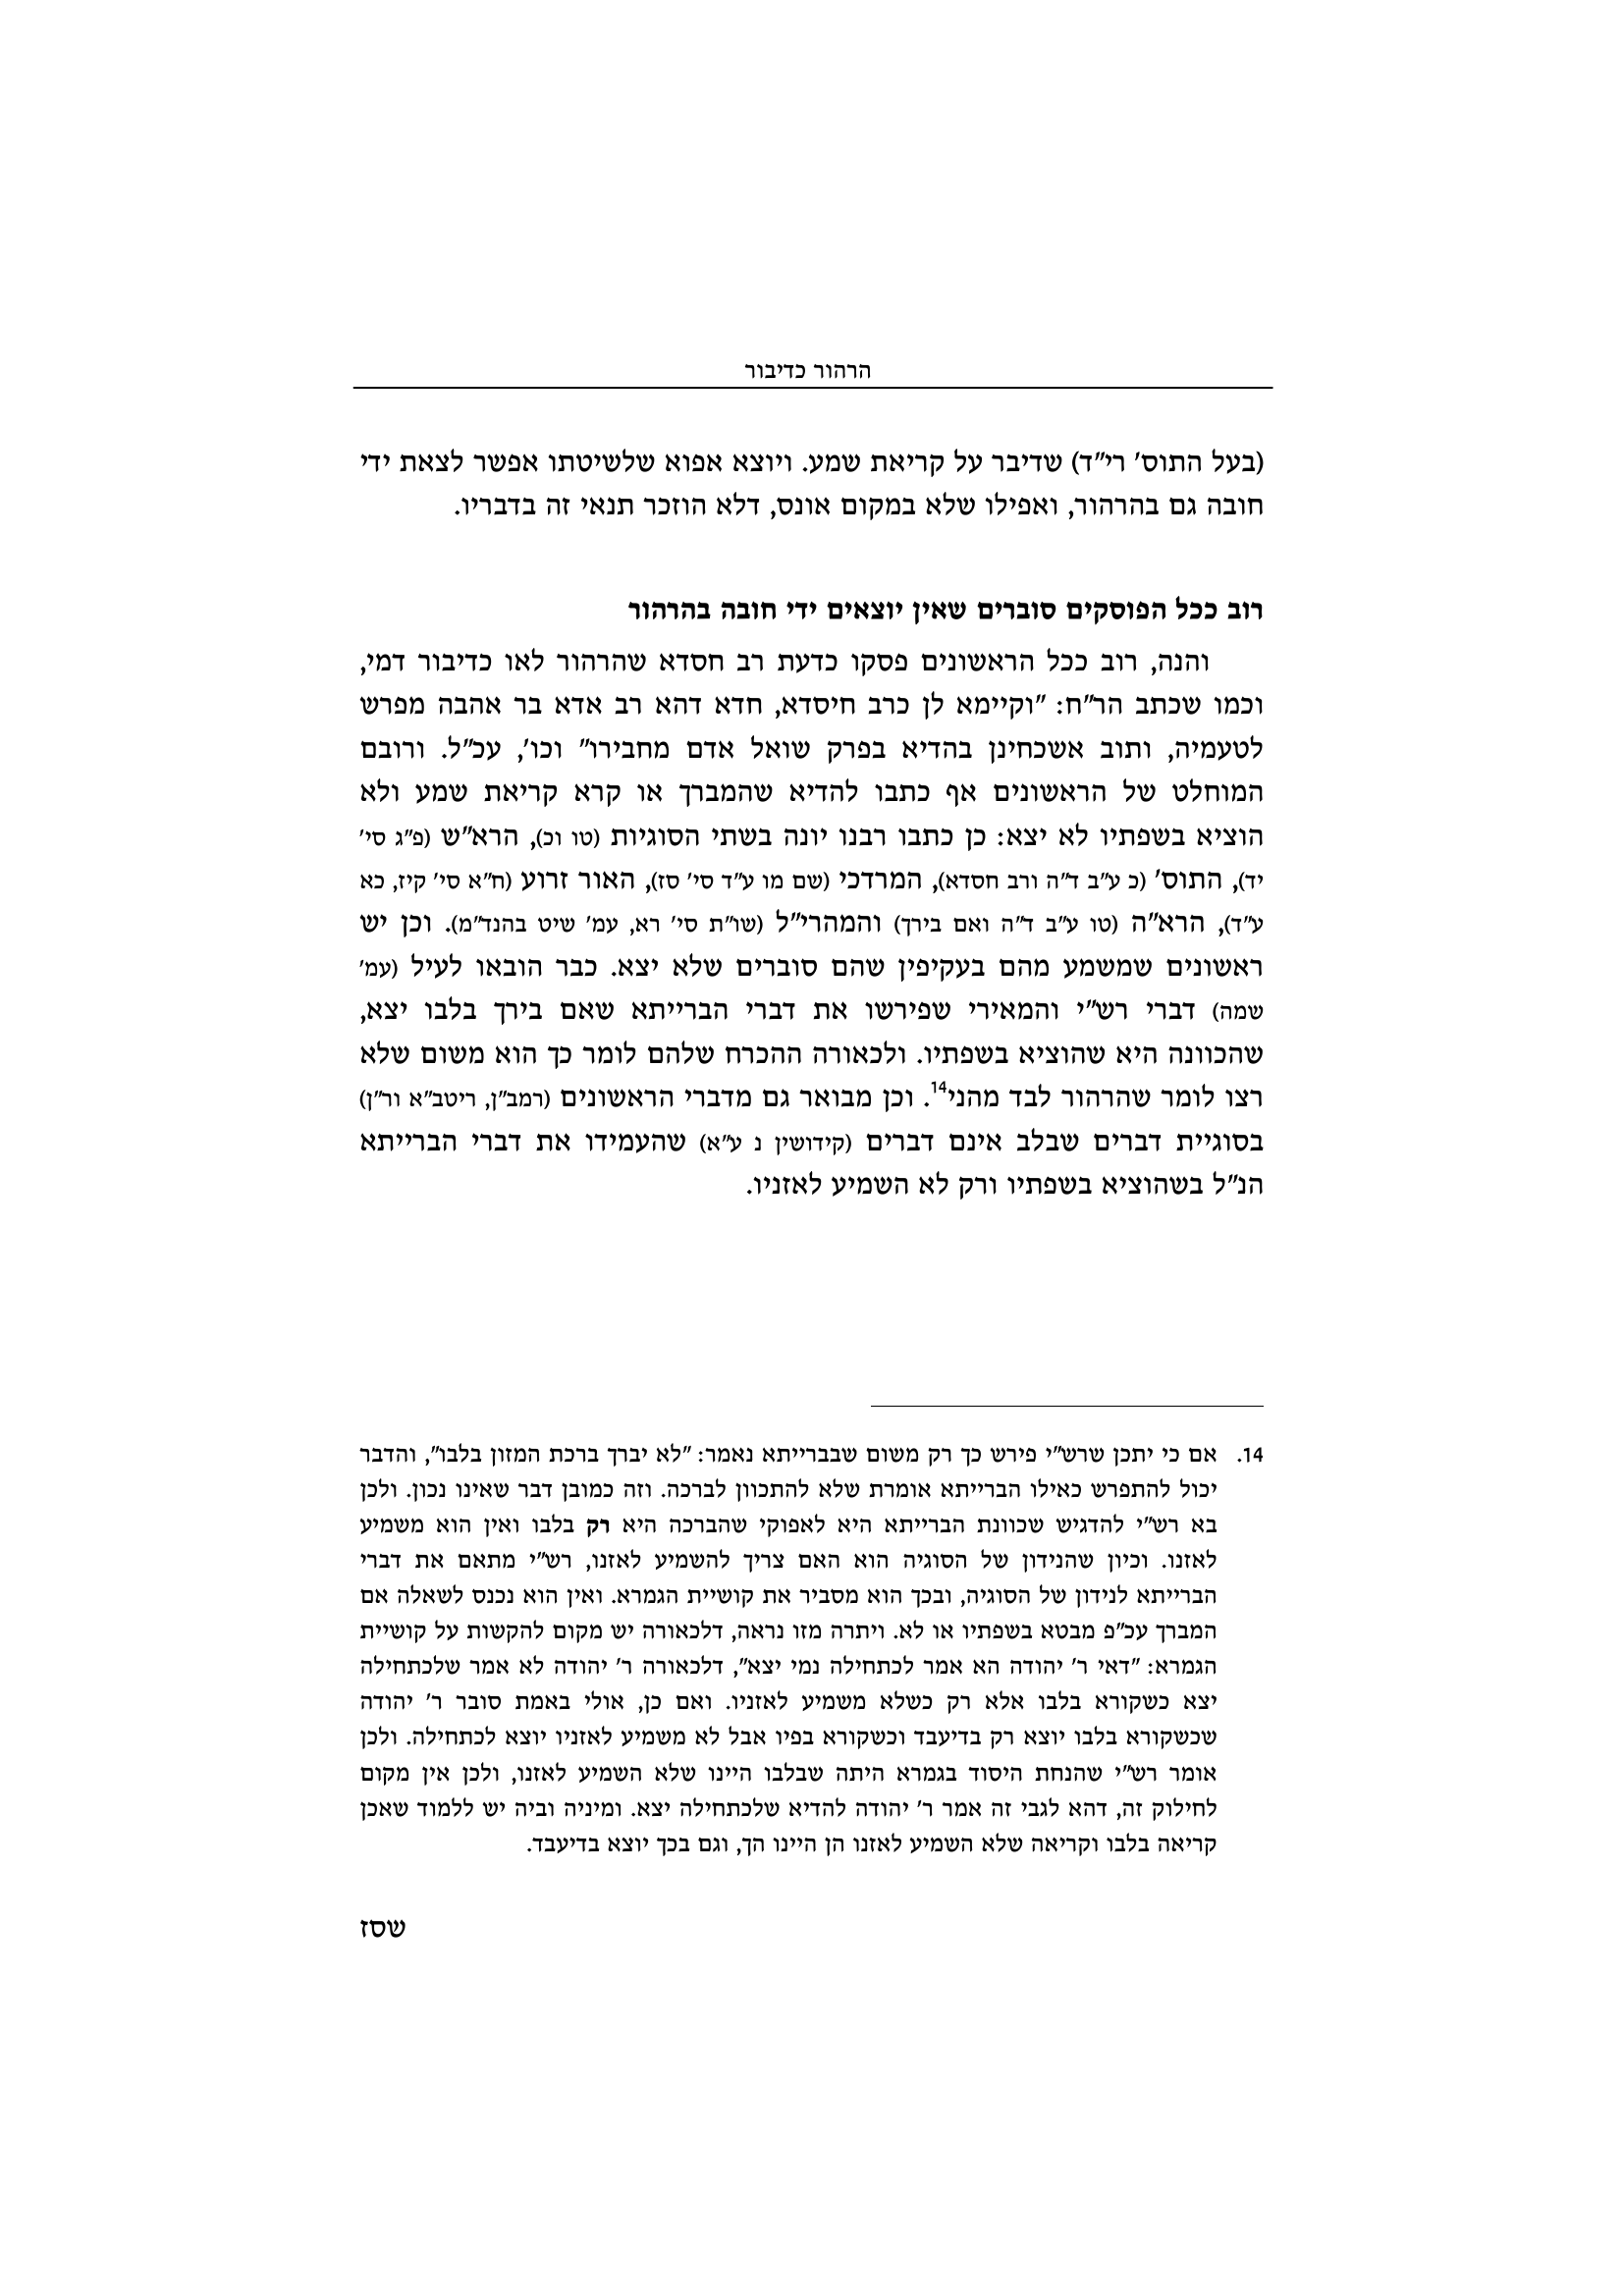 הרהור כדיבור
(בעל התוס' רי"ד) שדיבר על קריאת שמע. ויוצא אפוא שלשיטתו אפשר לצאת ידי
חובה גם בהרהור, ואפילו שלא במקום אונס, דלא הוזכר תנאי זה בדבריו.
רוב ככל הפוסקים סוברים שאין יוצאים ידי חובה בהרהור
והנה, רוב ככל הראשונים פסקו כדעת רב חסדא שהרהור לאו כדיבור דמי,
וכמו שכתב הר"ח: "וקיימא לן כרב חיסדא, חדא דהא רב אדא בר אהבה מפרש
לטעמיה, ותוב אשכחינן בהדיא בפרק שואל אדם מחבירו" וכו', עכ"ל. ורובם
המוחלט של הראשונים אף כתבו להדיא שהמברך או קרא קריאת שמע ולא
הוציא בשפתיו לא יצא: כן כתבו רבנו יונה בשתי הסוגיות (טו וכ), הרא"ש (פ"ג סי'
יד), התוס' (כ ע"ב ד"ה ורב חסדא), המרדכי (שם מו ע"ד סי' סז), האור זרוע (ח"א סי' קיז, כא
ע"ד), הרא"ה (טו ע"ב ד"ה ואם בירך) והמהרי"ל (שו"ת סי' רא, עמ' שיט בהנד"מ). וכן יש
ראשונים שמשמע מהם בעקיפין שהם סוברים שלא יצא. כבר הובאו לעיל (עמ'
שמה) דברי רש"י והמאירי שפירשו את דברי הברייתא שאם בירך בלבו יצא,
שהכוונה היא שהוציא בשפתיו. ולכאורה ההכרח שלהם לומר כך הוא משום שלא
רצו לומר שהרהור לבד מהני14. וכן מבואר גם מדברי הראשונים (רמב"ן, ריטב"א ור"ן)
בסוגיית דברים שבלב אינם דברים (קידושין נ ע"א) שהעמידו את דברי הברייתא
הנ"ל בשהוציא בשפתיו ורק לא השמיע לאזניו.
14. אם כי יתכן שרש"י פירש כך רק משום שבברייתא נאמר: "לא יברך ברכת המזון בלבו", והדבר
יכול להתפרש כאילו הברייתא אומרת שלא להתכוון לברכה. וזה כמובן דבר שאינו נכון. ולכן
בא רש"י להדגיש שכוונת הברייתא היא לאפוקי שהברכה היא רק בלבו ואין הוא משמיע
לאזנו. וכיון שהנידון של הסוגיה הוא האם צריך להשמיע לאזנו, רש"י מתאם את דברי
הברייתא לנידון של הסוגיה, ובכך הוא מסביר את קושיית הגמרא. ואין הוא נכנס לשאלה אם
המברך עכ"פ מבטא בשפתיו או לא. ויתרה מזו נראה, דלכאורה יש מקום להקשות על קושיית
הגמרא: "דאי ר' יהודה הא אמר לכתחילה נמי יצא", דלכאורה ר' יהודה לא אמר שלכתחילה
יצא כשקורא בלבו אלא רק כשלא משמיע לאזניו. ואם כן, אולי באמת סובר ר' יהודה
שכשקורא בלבו יוצא רק בדיעבד וכשקורא בפיו אבל לא משמיע לאזניו יוצא לכתחילה. ולכן
אומר רש"י שהנחת היסוד בגמרא היתה שבלבו היינו שלא השמיע לאזנו, ולכן אין מקום
לחילוק זה, דהא לגבי זה אמר ר' יהודה להדיא שלכתחילה יצא. ומיניה וביה יש ללמוד שאכן
קריאה בלבו וקריאה שלא השמיע לאזנו הן היינו הך, וגם בכך יוצא בדיעבד.
שסז